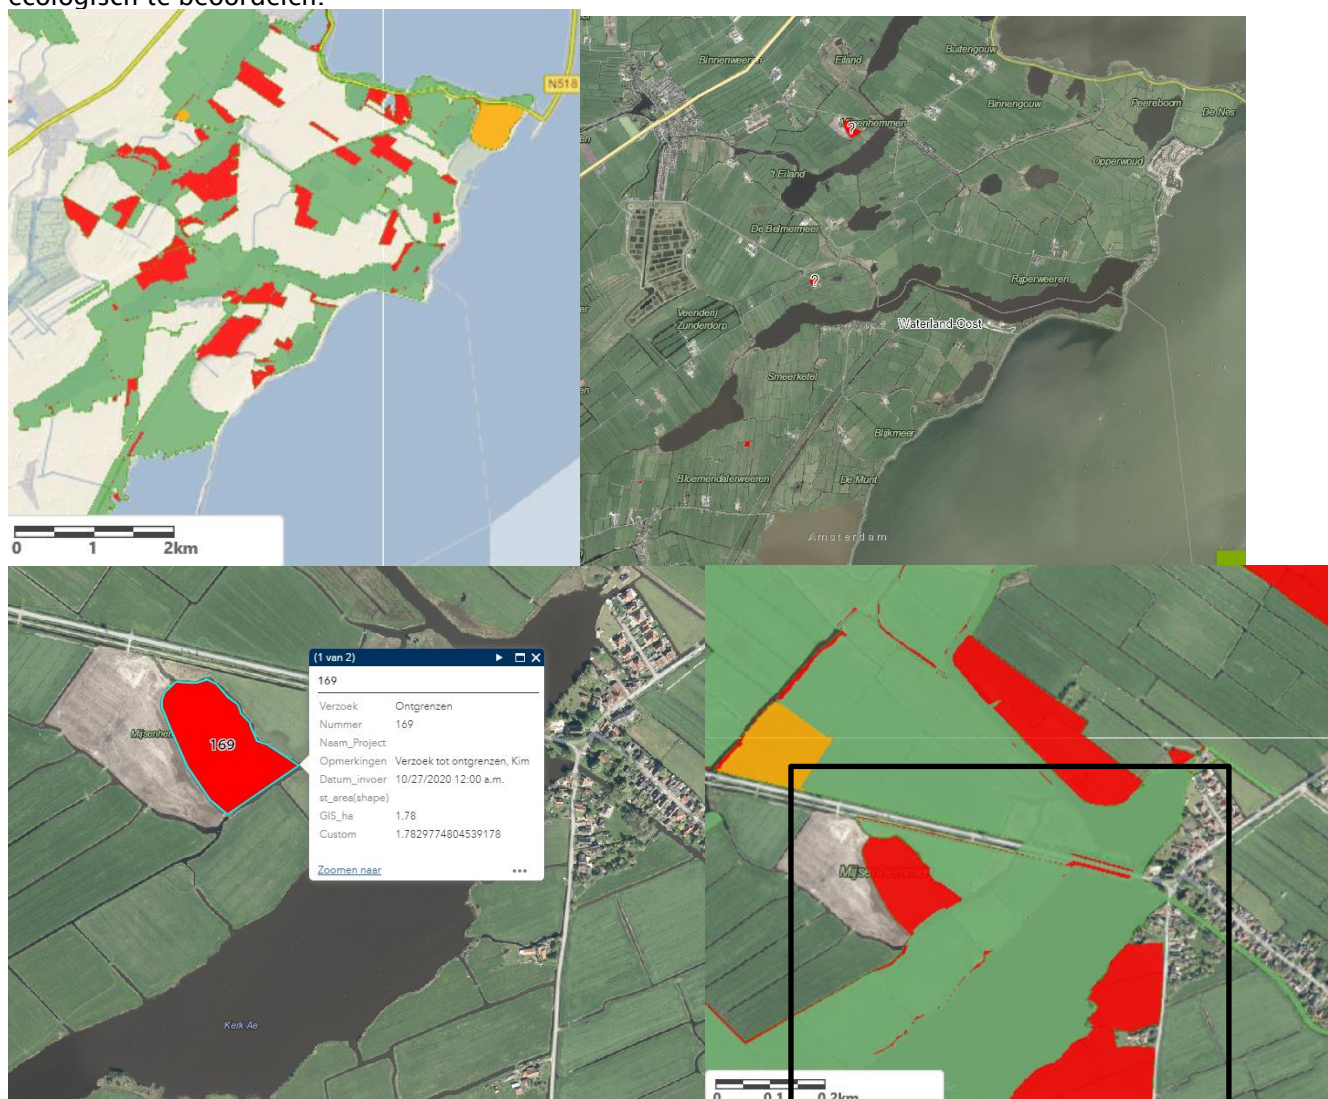 ecologisch te beoordelen.
N518
0 1 2km
Binnenweeren
Eiland
Buitengouw
Binnengouw
Peereboom
De Nes
?
Opperwoud
't Eiland
De Belmermeer
?
Rijperweeren
Veenderij
Zunderdorp
Waterland-Oost
Smeerketel
Blijkmeer
Bloemendalerweeren
De Munt
Amsterdam
(1 van 2)
169
Verzoek Ontgrenzen
Nummer 169
Naam_Project
Opmerkingen Verzoek tot ontgrenzen, Kim
Datum_invoer 10/27/2020 12:00 a.m.
st_area(shape)
GIS_ha 1.78
Custom 1.7829774804539178
Zoomen naar
169
Kerk Ae
0 0.1 0.2km